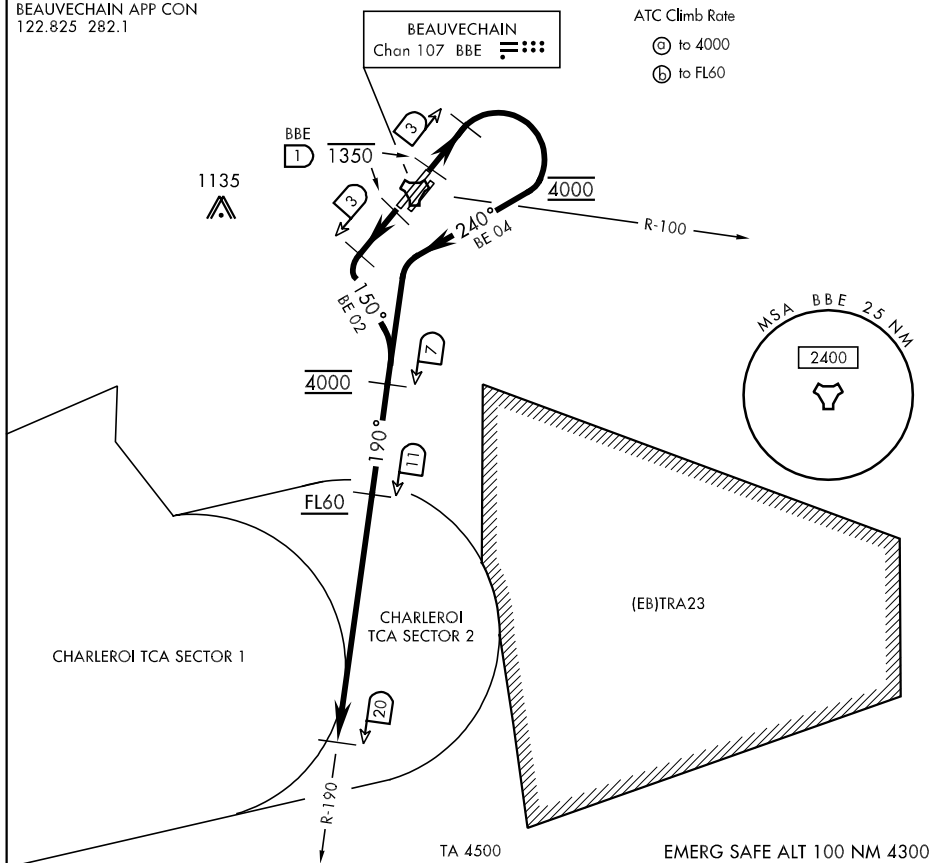 BEAUVECHAIN APP CON
122.825 282.1
BEAUVECHAIN
Chan 107 BBE
ATC Climb Rate
ⓐ to 4000
ⓑ to FL60
BBE
1
1350
3
3
1135
4000
240°
BE 04
R-100
150°
BE 02
MSA BBE 25 NM
2400
7
4000
190°
11
FL60
(EB)TRA23
CHARLEROI
TCA SECTOR 2
CHARLEROI TCA SECTOR 1
20
R-190
TA 4500
EMERG SAFE ALT 100 NM 4300